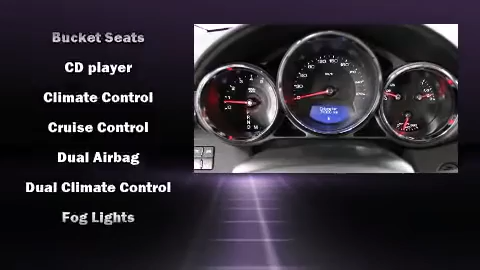 Bucket Seats
CD player
Climate Control
Cruise Control
Dual Airbag
Dual Climate Control
Fog Lights